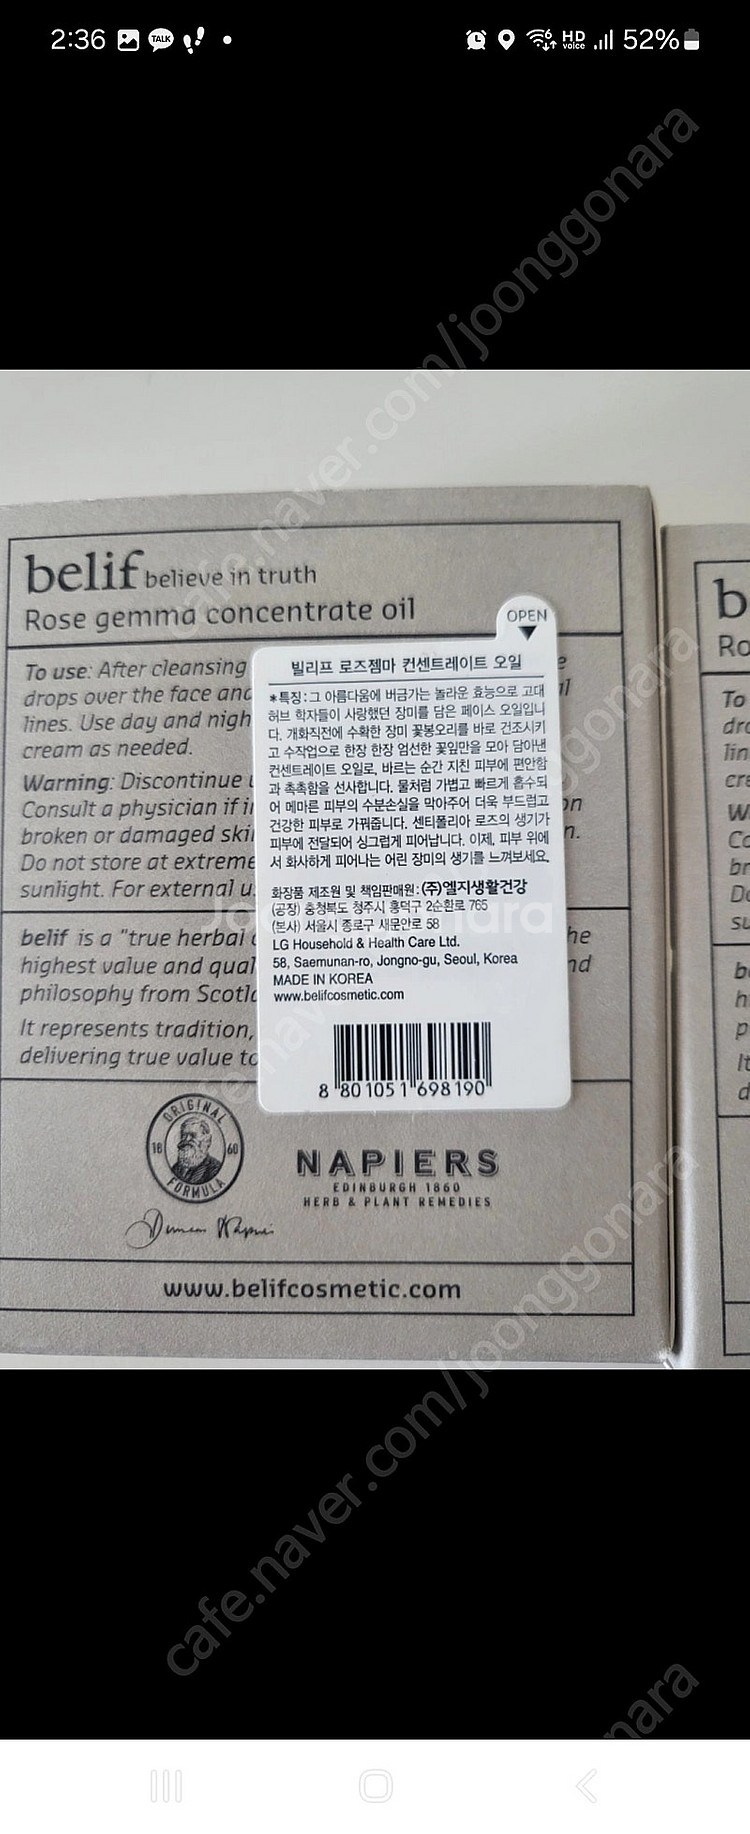 2:36
TALK
HD voice
52%
cafe.naver.com/joonggonara
belif believe in truth
Rose gemma concentrate oil
OPEN
To use: After cleansing
drops over the face and
lines. Use day and nigh
cream as needed.
Warning: Discontinue
Consult a physician if i
broken or damaged ski
Do not store at extreme
sunlight. For external u
belif is a "true herbal
highest value and qual
philosophy from Scotl
It represents tradition,
delivering true value to
빌리프 로즈젬마 컨센트레이트 오일
*특징: 그 아름다움에 버금가는 놀라운 효능으로 고대
허브 학자들이 사랑했던 장미를 담은 페이스 오일입니
다. 개화직전에 수확한 장미 꽃봉오리를 바로 건조시키
고 수작업으로 한장 한장 엄선한 꽃잎만을 모아 담아낸
컨센트레이트 오일로, 바르는 순간 지친 피부에 편안함
과 촉촉함을 선사합니다. 물처럼 가볍고 빠르게 흡수되
어 메마른 피부의 수분손실을 막아주어 더욱 부드럽고
건강한 피부로 가꿔줍니다. 센티폴리아 로즈의 생기가
피부에 전달되어 싱그럽게 피어납니다. 이제, 피부 위에
서 화사하게 피어나는 어린 장미의 생기를 느껴보세요.
화장품 제조원 및 책임판매원: (주)엘지생활건강
(공장) 충청북도 청주시 흥덕구 2순환로 765
(본사) 서울시 종로구 새문안로 58
LG Household & Health Care Ltd.
58, Saemunan-ro, Jongno-gu, Seoul, Korea
MADE IN KOREA
www.belifcosmetic.com
8 801051 698190
ORIGINAL
18 60
FORMULA
NAPIERS
EDINBURGH 1860
HERB & PLANT REMEDIES
www.belifcosmetic.com
cafe.naver.com/joonggonara